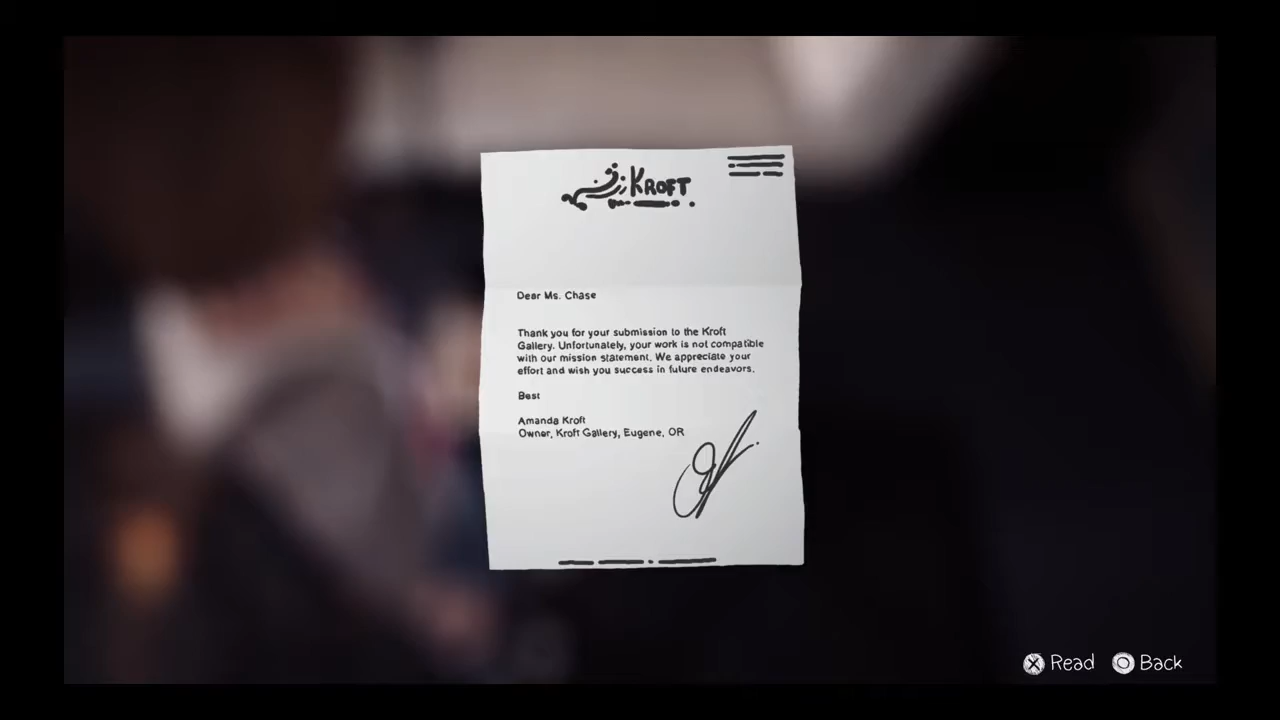 KROFT
Dear Ms. Chase
Thank you for your submission to the Kroft
Gallery. Unfortunately, your work is not compatible
with our mission statement. We appreciate your
effort and wish you success in future endeavors.
Best
Amanda Kroft
Owner, Kroft Gallery, Eugene, OR
Read
Back